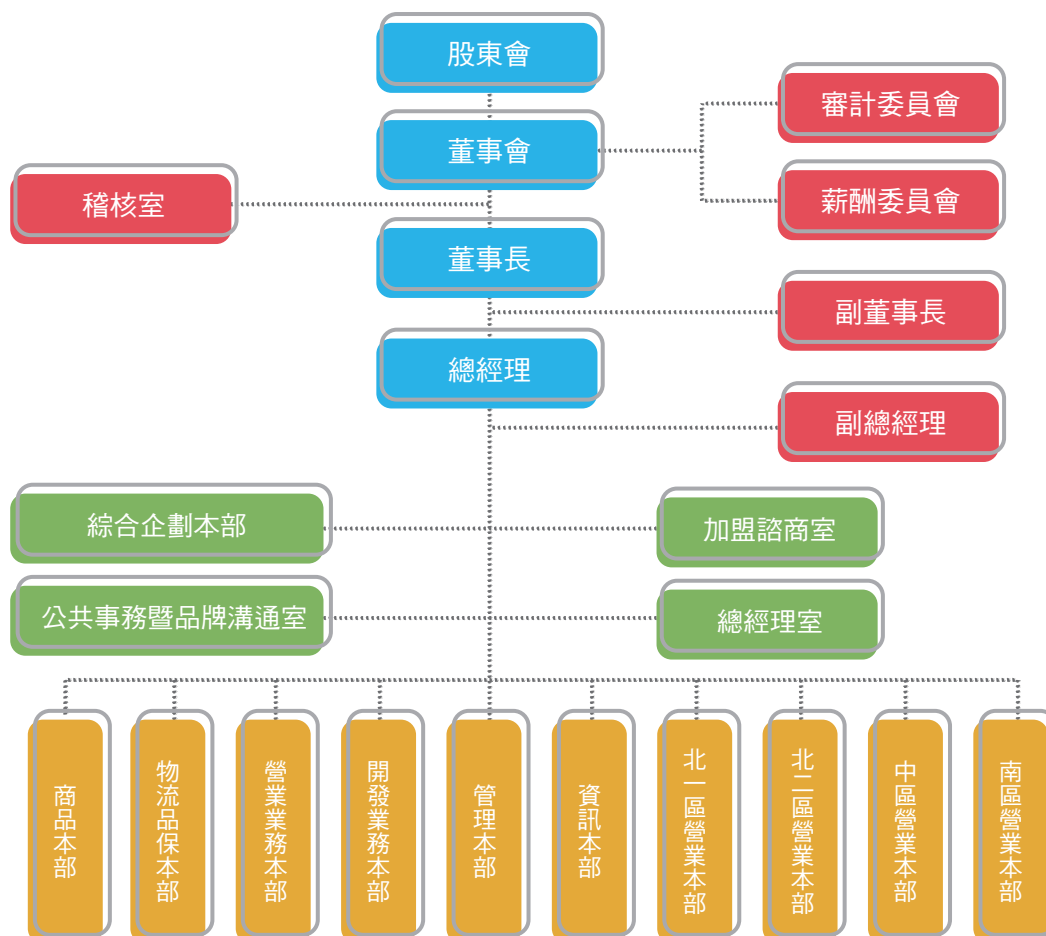 股東會
審計委員會
董事會
稽核室
薪酬委員會
董事長
副董事長
總經理
副總經理
綜合企劃本部
加盟諮商室
公共事務暨品牌溝通室
總經理室
商品本部
物流品保本部
營業業務本部
開發業務本部
管理本部
資訊本部
北一區營業本部
北二區營業本部
中區營業本部
南區營業本部